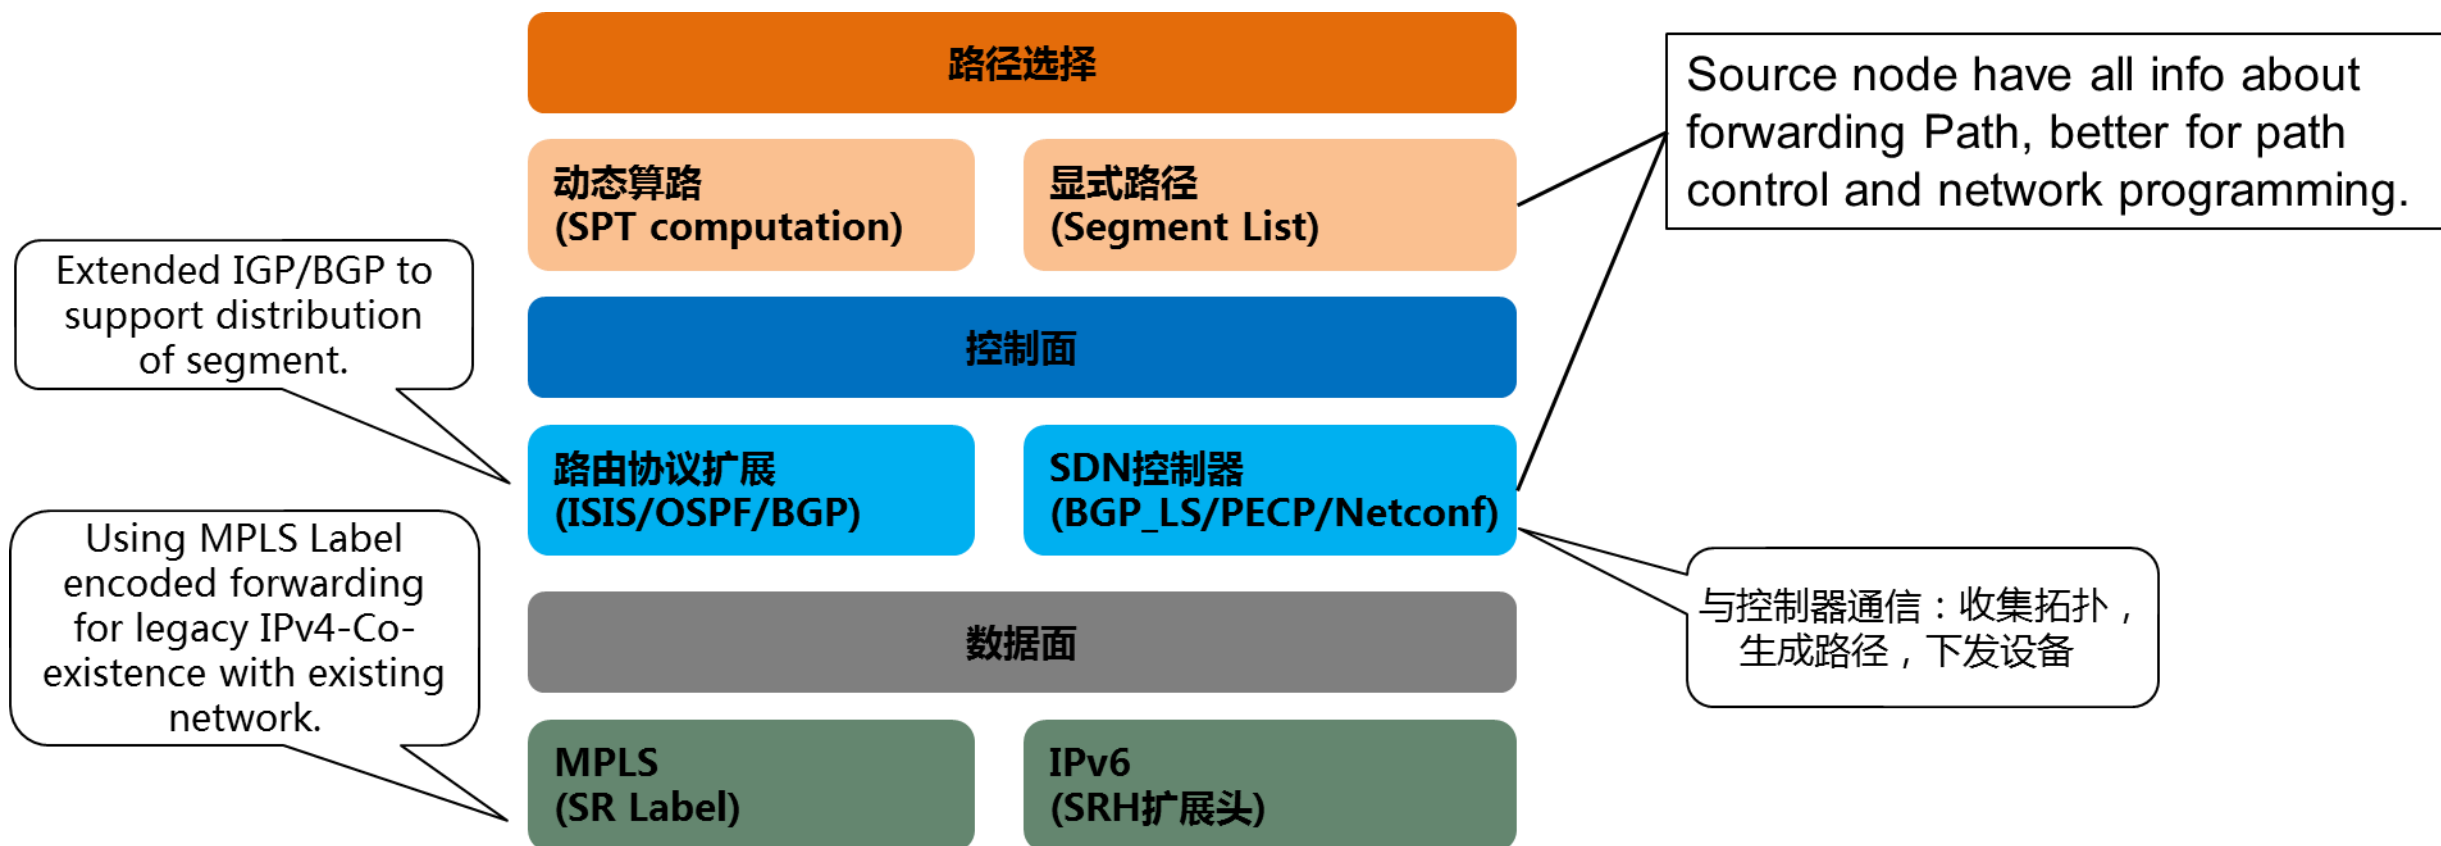 路径选择
Source node have all info about
forwarding Path, better for path
control and network programming.
动态算路
(SPT computation)
显式路径
(Segment List)
Extended IGP/BGP to
support distribution
of segment.
控制面
路由协议扩展
(ISIS/OSPF/BGP)
SDN控制器
(BGP_LS/PECP/Netconf)
Using MPLS Label
encoded forwarding
for legacy IPv4-Co-
existence with existing
network.
与控制器通信：收集拓扑，
生成路径，下发设备
数据面
MPLS
(SR Label)
IPv6
(SRH扩展头)